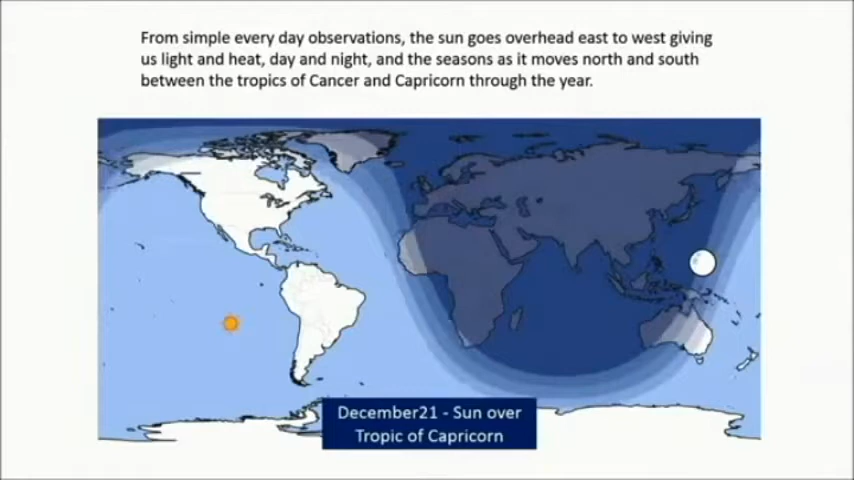 From simple every day observations, the sun goes overhead east to west giving
us light and heat, day and night, and the seasons as it moves north and south
between the tropics of Cancer and Capricorn through the year.
December21 - Sun over
Tropic of Capricorn